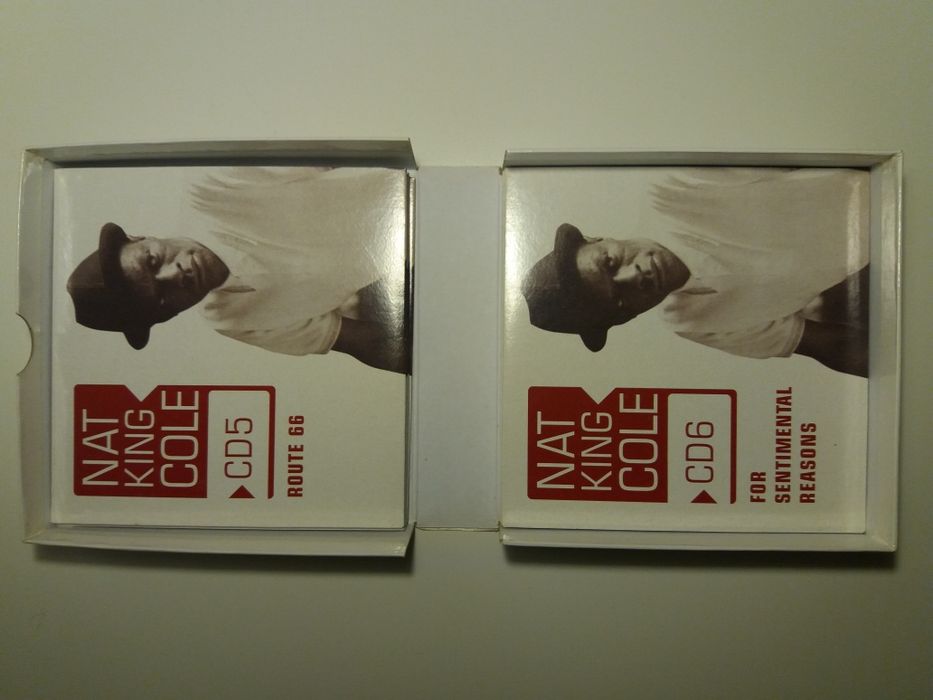 NAT
KING
COLE
CD5
ROUTE 66
NAT
KING
COLE
CD6
FOR
SENTIMENTAL
REASONS